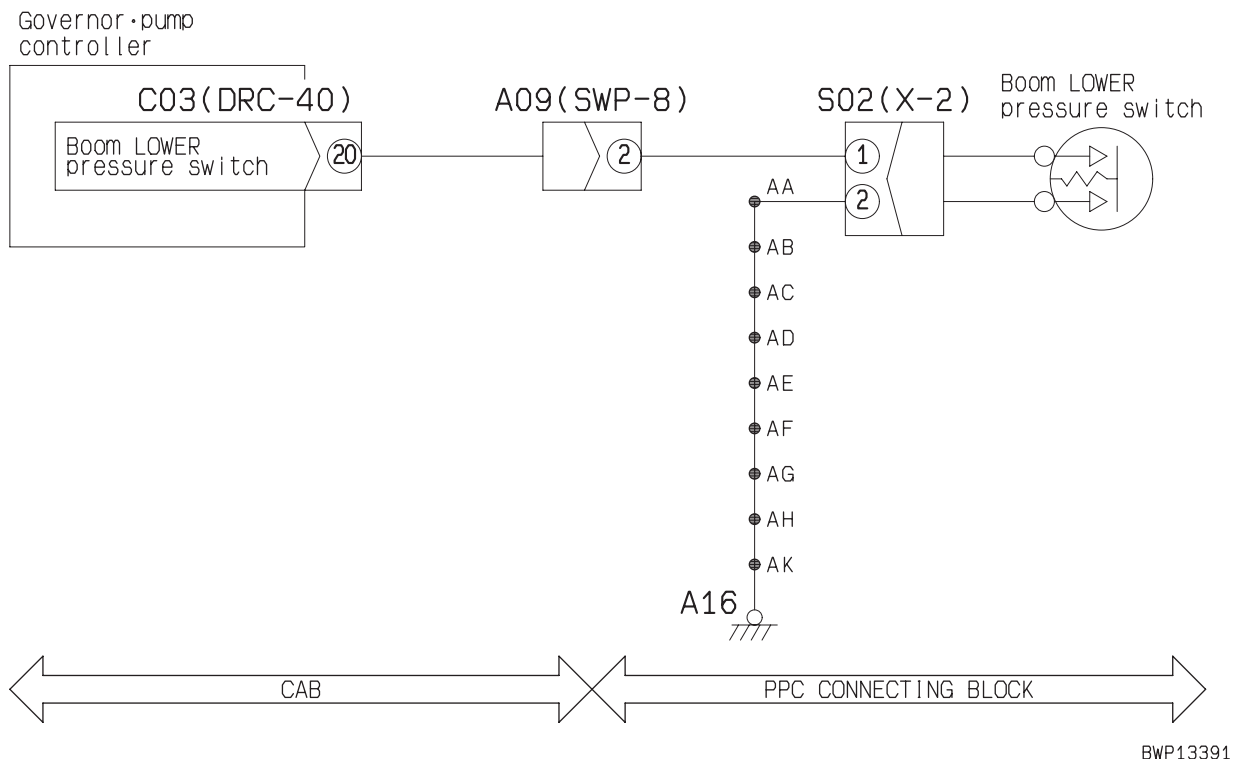 Governor・pump
controller
C03(DRC-40)
A09(SWP-8)
S02(X-2)
Boom LOWER
pressure switch
Boom LOWER
pressure switch
20
2
1
2
AA
AB
AC
AD
AE
AF
AG
AH
AK
A16
CAB
PPC CONNECTING BLOCK
BWP13391